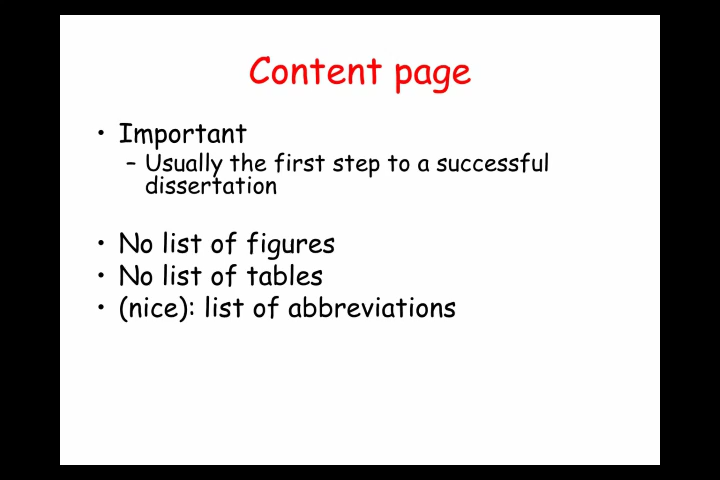 Content page
• Important
– Usually the first step to a successful
dissertation
• No list of figures
• No list of tables
• (nice): list of abbreviations